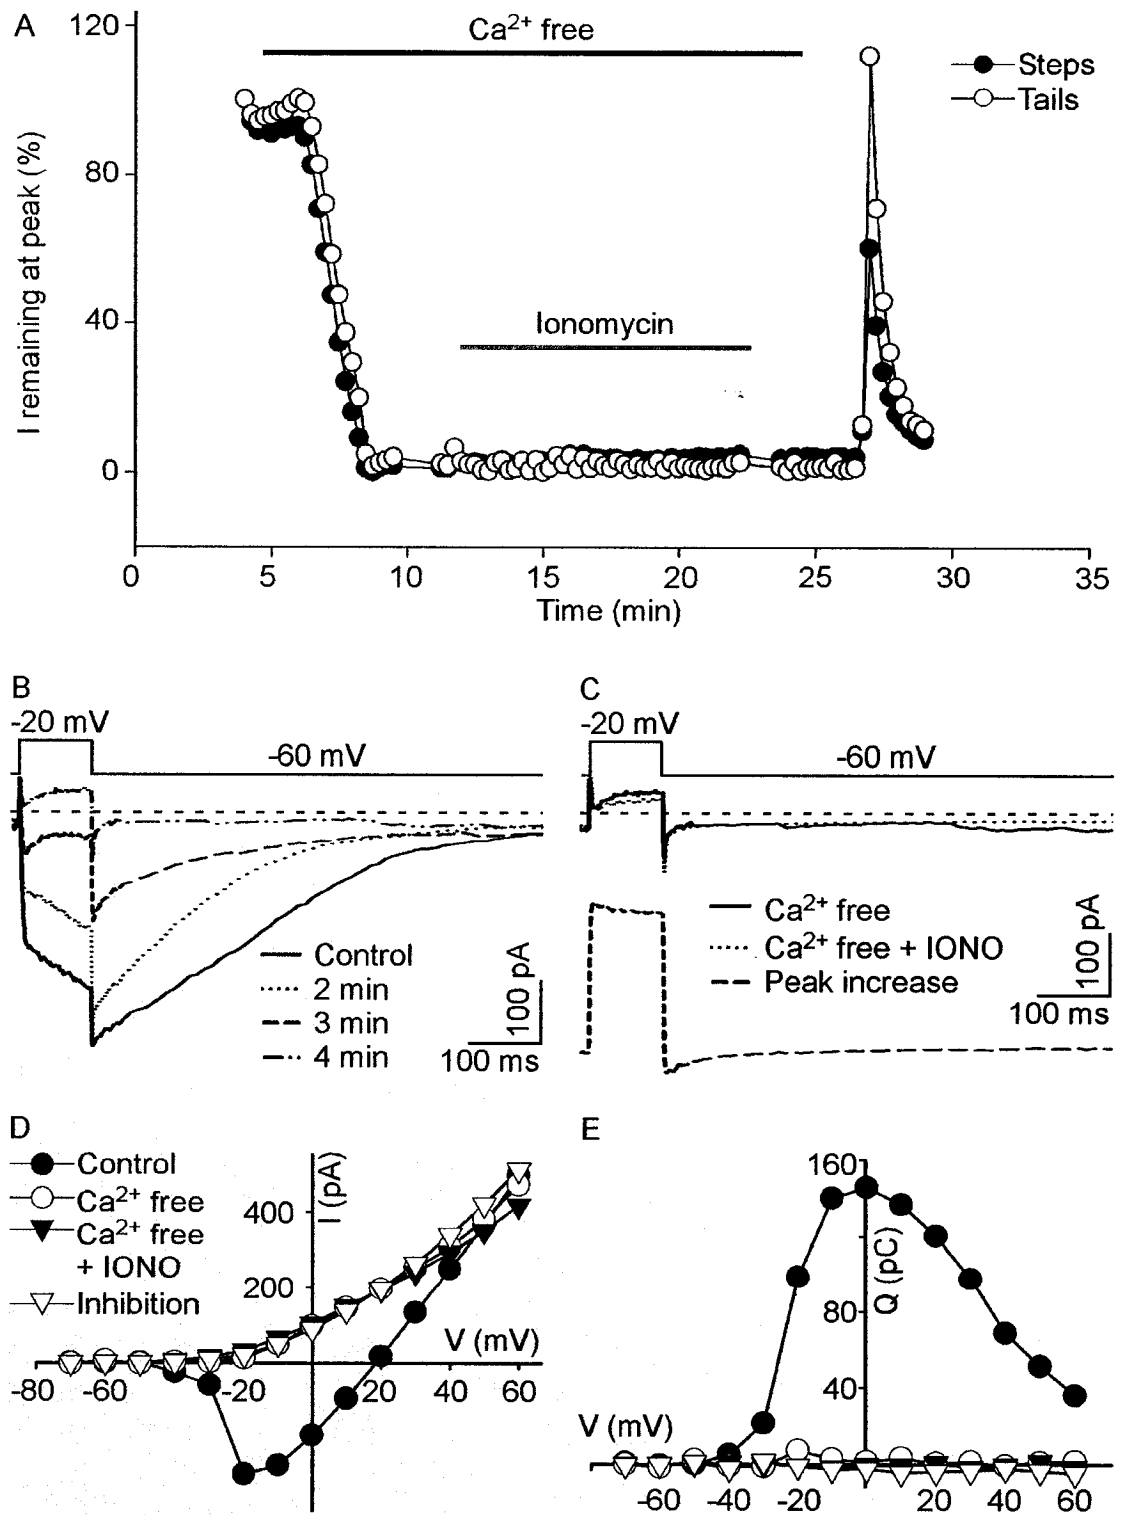 A
120
Ca²⁺ free
Steps
Tails
80
40
Ionomycin
0
I remaining at peak (%)
0 5 10 15 20 25 30 35
Time (min)
B
-20 mV
-60 mV
Control
2 min
3 min
4 min
100 pA
100 ms
C
-20 mV
-60 mV
Ca²⁺ free
Ca²⁺ free + IONO
Peak increase
100 pA
100 ms
D
Control
Ca²⁺ free
Ca²⁺ free
+ IONO
Inhibition
I (pA)
400
200
V (mV)
-80 -60 -20 20 40 60
E
160
Q (pC)
80
40
V (mV)
-60 -40 -20 20 40 60